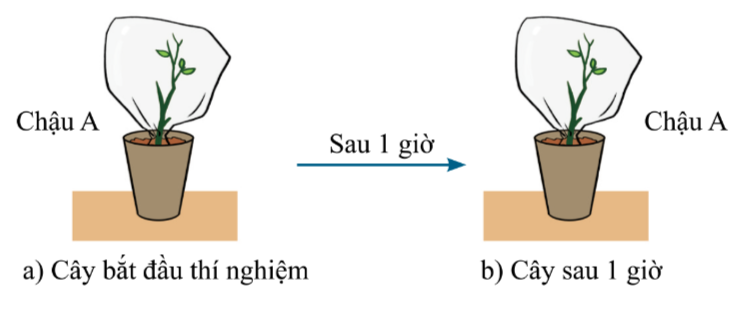 Chậu A
Sau 1 giờ
Chậu A
a) Cây bắt đầu thí nghiệm
b) Cây sau 1 giờ